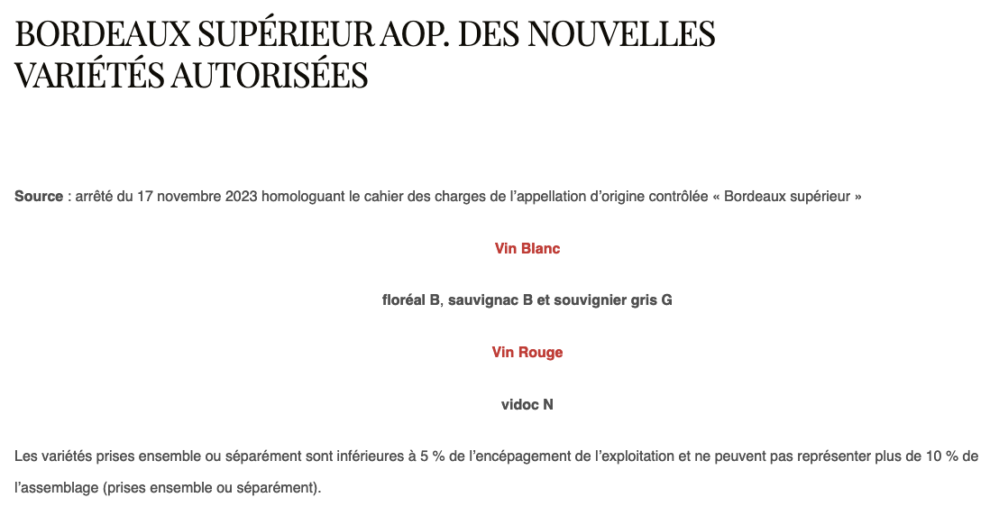 BORDEAUX SUPÉRIEUR AOP. DES NOUVELLES
VARIÉTÉS AUTORISÉES
Source : arrêté du 17 novembre 2023 homologuant le cahier des charges de l’appellation d’origine contrôlée « Bordeaux supérieur »
Vin Blanc
floréal B, sauvignac B et souvignier gris G
Vin Rouge
vidoc N
Les variétés prises ensemble ou séparément sont inférieures à 5 % de l’encépagement de l’exploitation et ne peuvent pas représenter plus de 10 % de
l’assemblage (prises ensemble ou séparément).